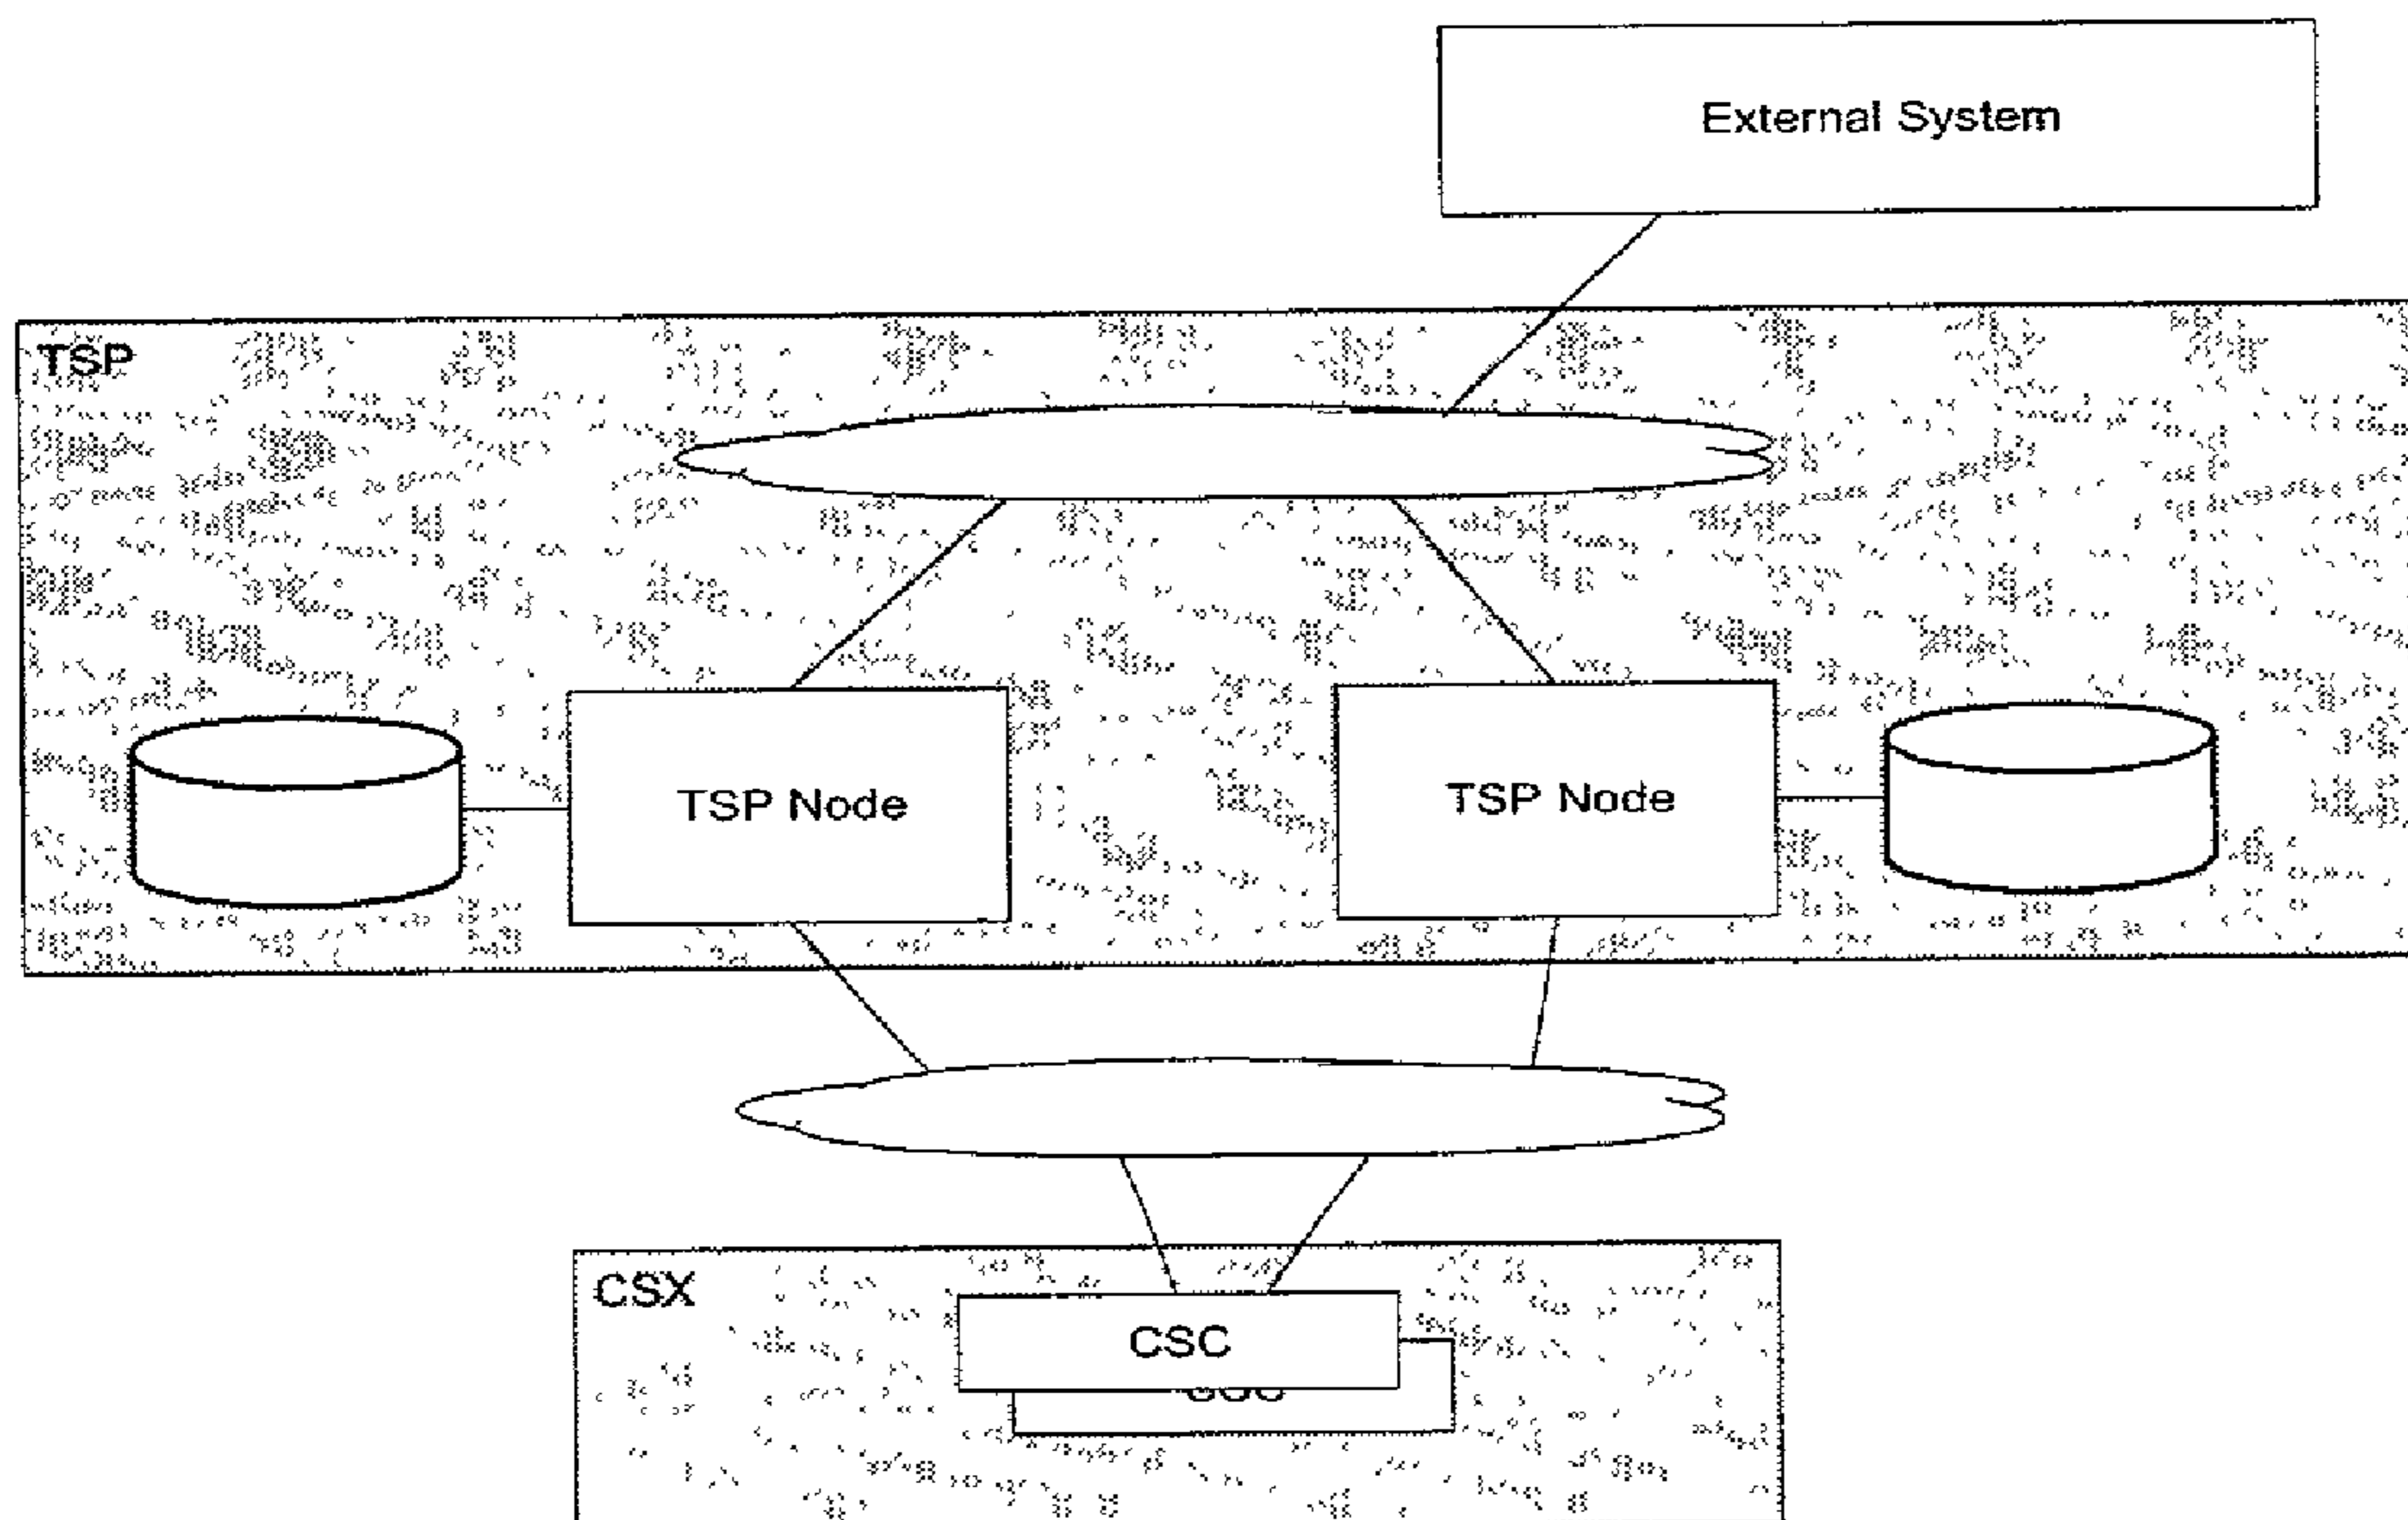 External System
TSP
TSP Node
TSP Node
CSX
CSC